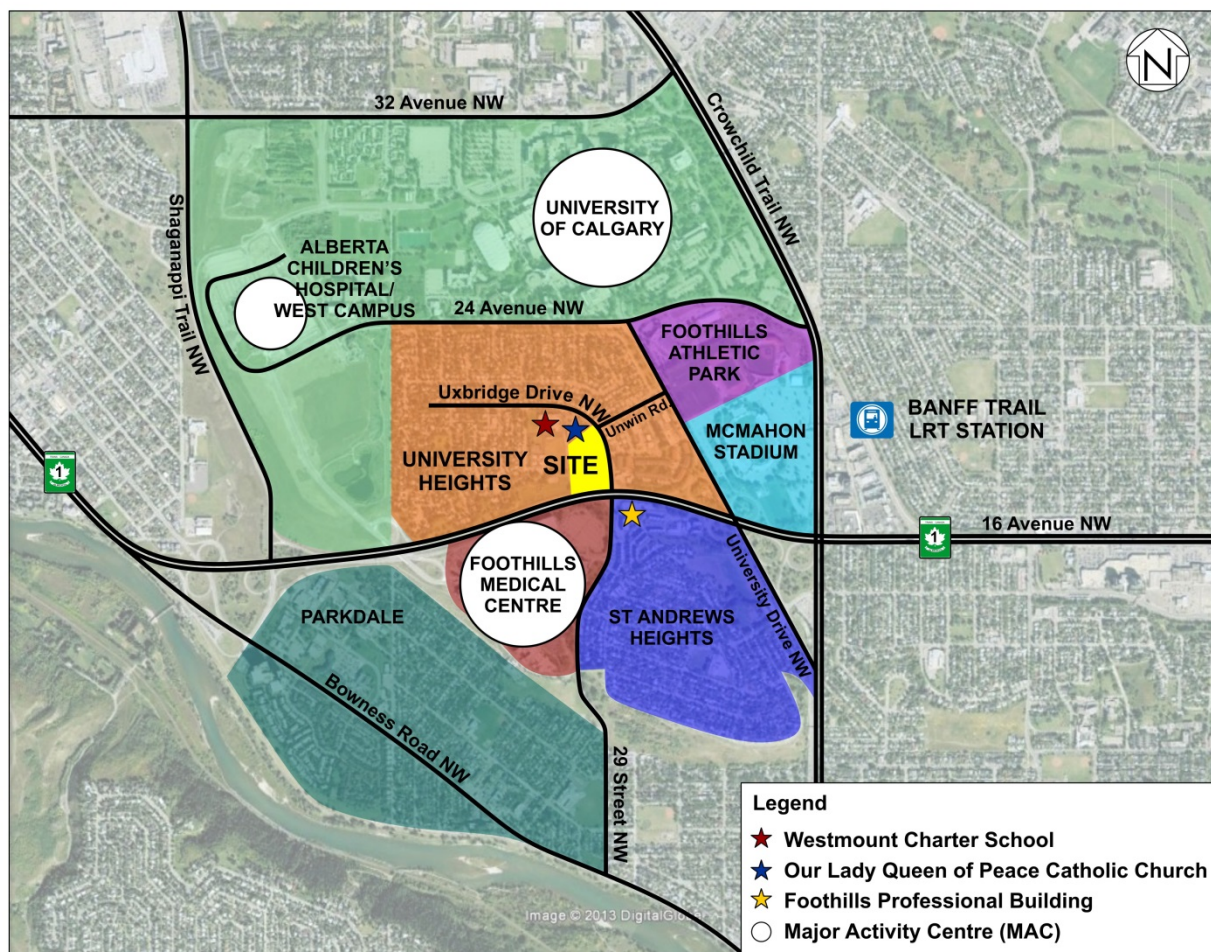 N
32 Avenue NW
Crowchild Trail NW
Shaganappi Trail NW
UNIVERSITY
OF CALGARY
ALBERTA
CHILDREN'S
HOSPITAL/
WEST CAMPUS
24 Avenue NW
FOOTHILLS
ATHLETIC
PARK
Uxbridge Drive NW
Unwin Rd.
BANFF TRAIL
LRT STATION
MCMAHON
STADIUM
UNIVERSITY
HEIGHTS
SITE
1
16 Avenue NW
1
FOOTHILLS
MEDICAL
CENTRE
University Drive NW
PARKDALE
ST ANDREWS
HEIGHTS
Bowness Road NW
29 Street NW
Legend
Westmount Charter School
Our Lady Queen of Peace Catholic Church
Foothills Professional Building
Major Activity Centre (MAC)
Image © 2013